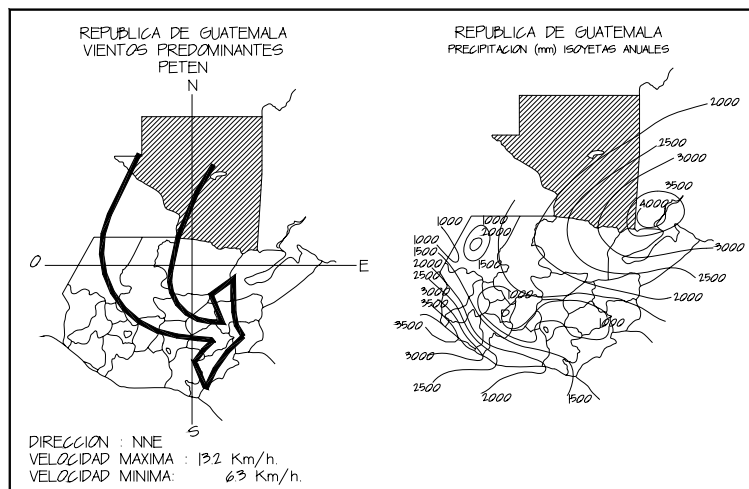 REPUBLICA DE GUATEMALA
VIENTOS PREDOMINANTES
PETEN
N
O
E
S
DIRECCION : NNE
VELOCIDAD MAXIMA : 13.2 Km/h.
VELOCIDAD MINIMA: 6.3 Km/h.
REPUBLICA DE GUATEMALA
PRECIPITACION (mm) ISOYETAS ANUALES
2000
2500
3000
3500
4000
1000
1000
2000
1000
1500
2000
2500
3000
3500
1500
1000
1000
3000
2500
2000
3500
3000
2500
2000
1500